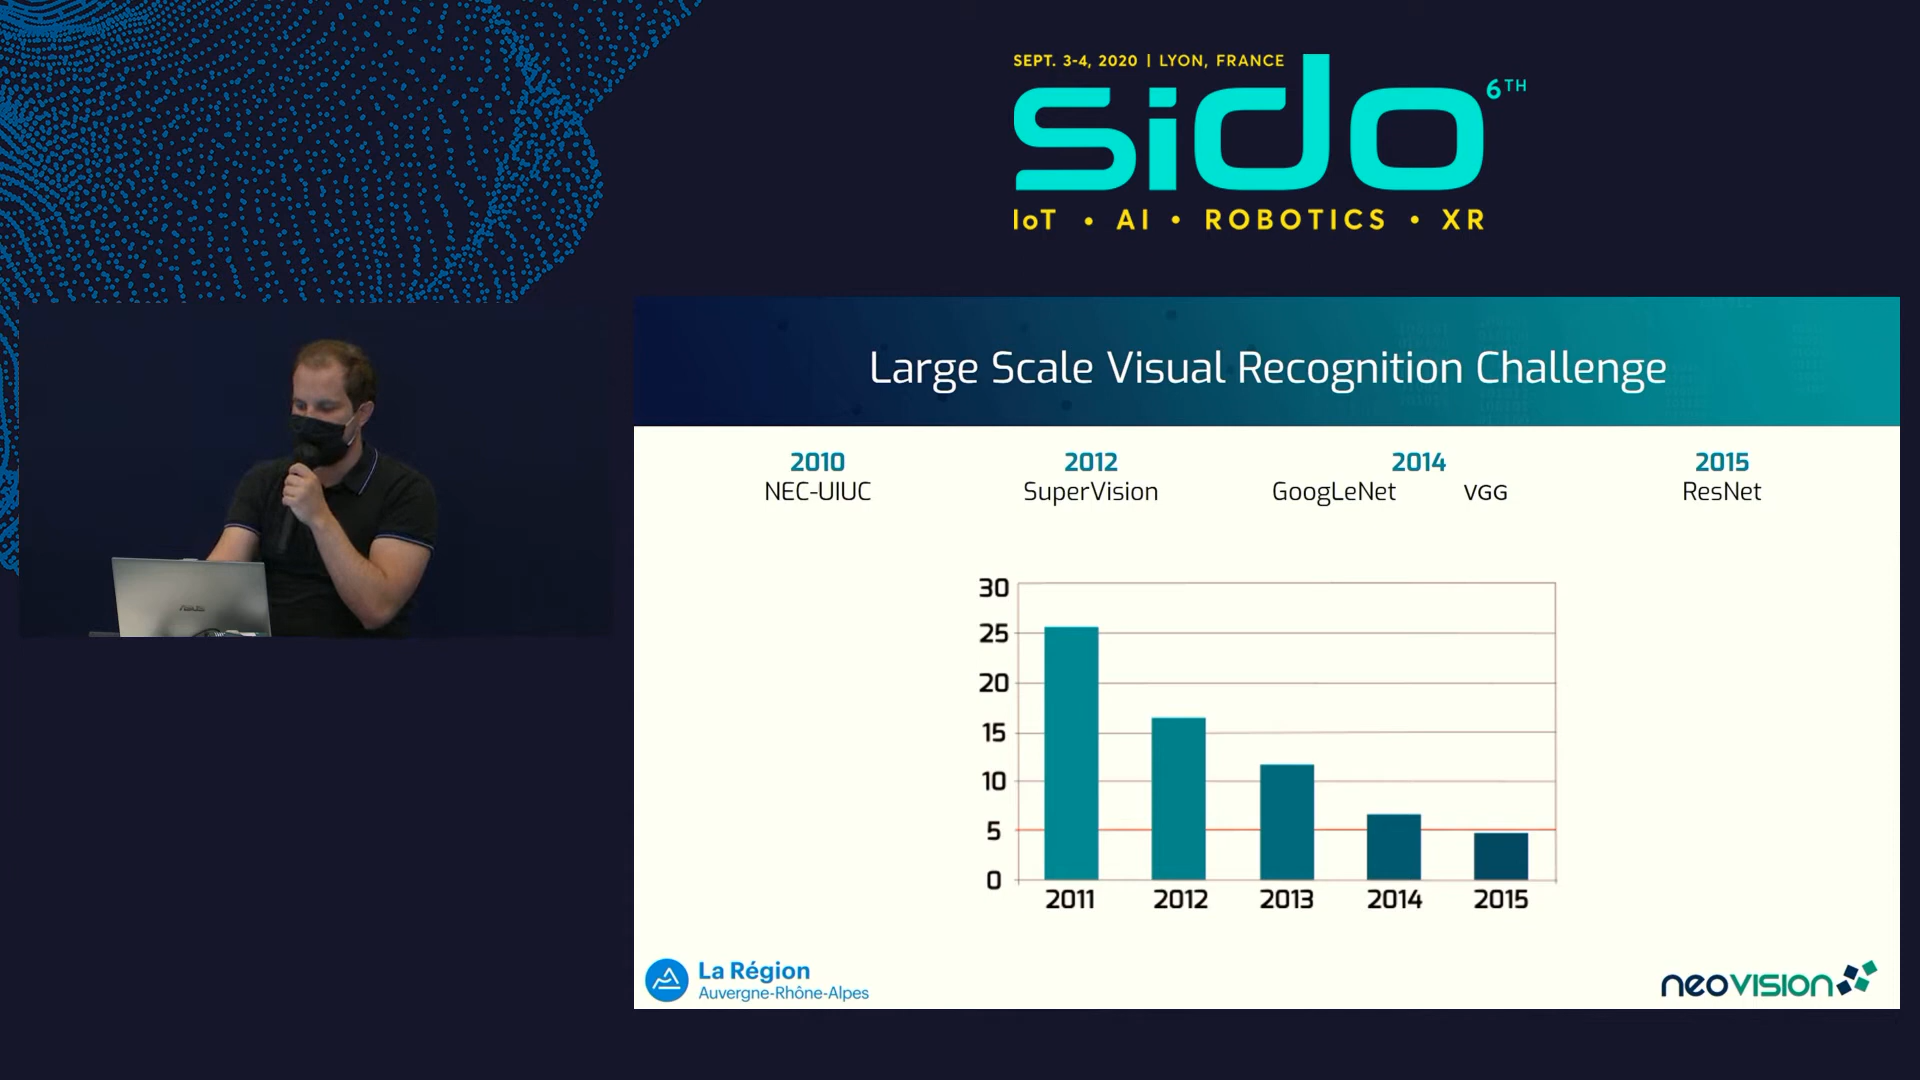 SEPT. 3-4, 2020 | LYON, FRANCE
sido 6TH
IoT • AI • ROBOTICS • XR
Large Scale Visual Recognition Challenge
2010 2012 2014 2015
NEC-UIUC SuperVision GoogLeNet VGG ResNet
30
25
20
15
10
5
0
2011 2012 2013 2014 2015
ASUS
La Région
Auvergne-Rhône-Alpes
neovision